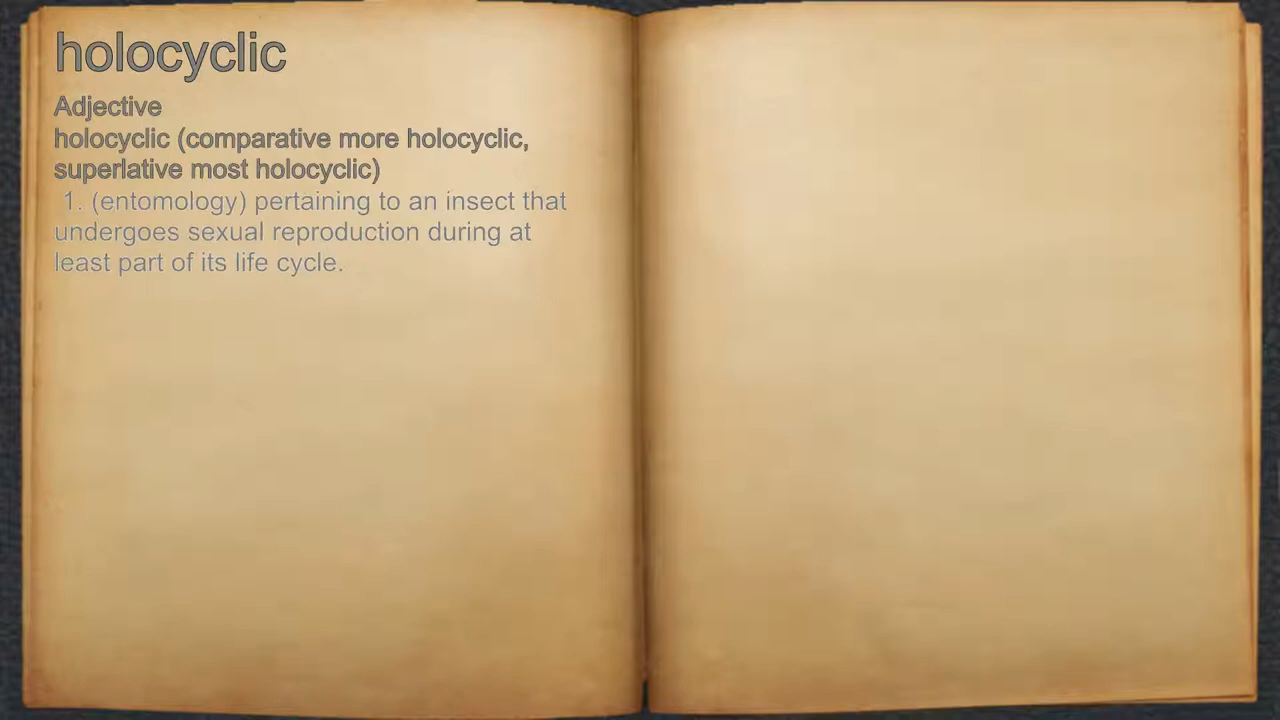 holocyclic
Adjective
holocyclic (comparative more holocyclic,
superlative most holocyclic)
1. (entomology) pertaining to an insect that
undergoes sexual reproduction during at
least part of its life cycle.